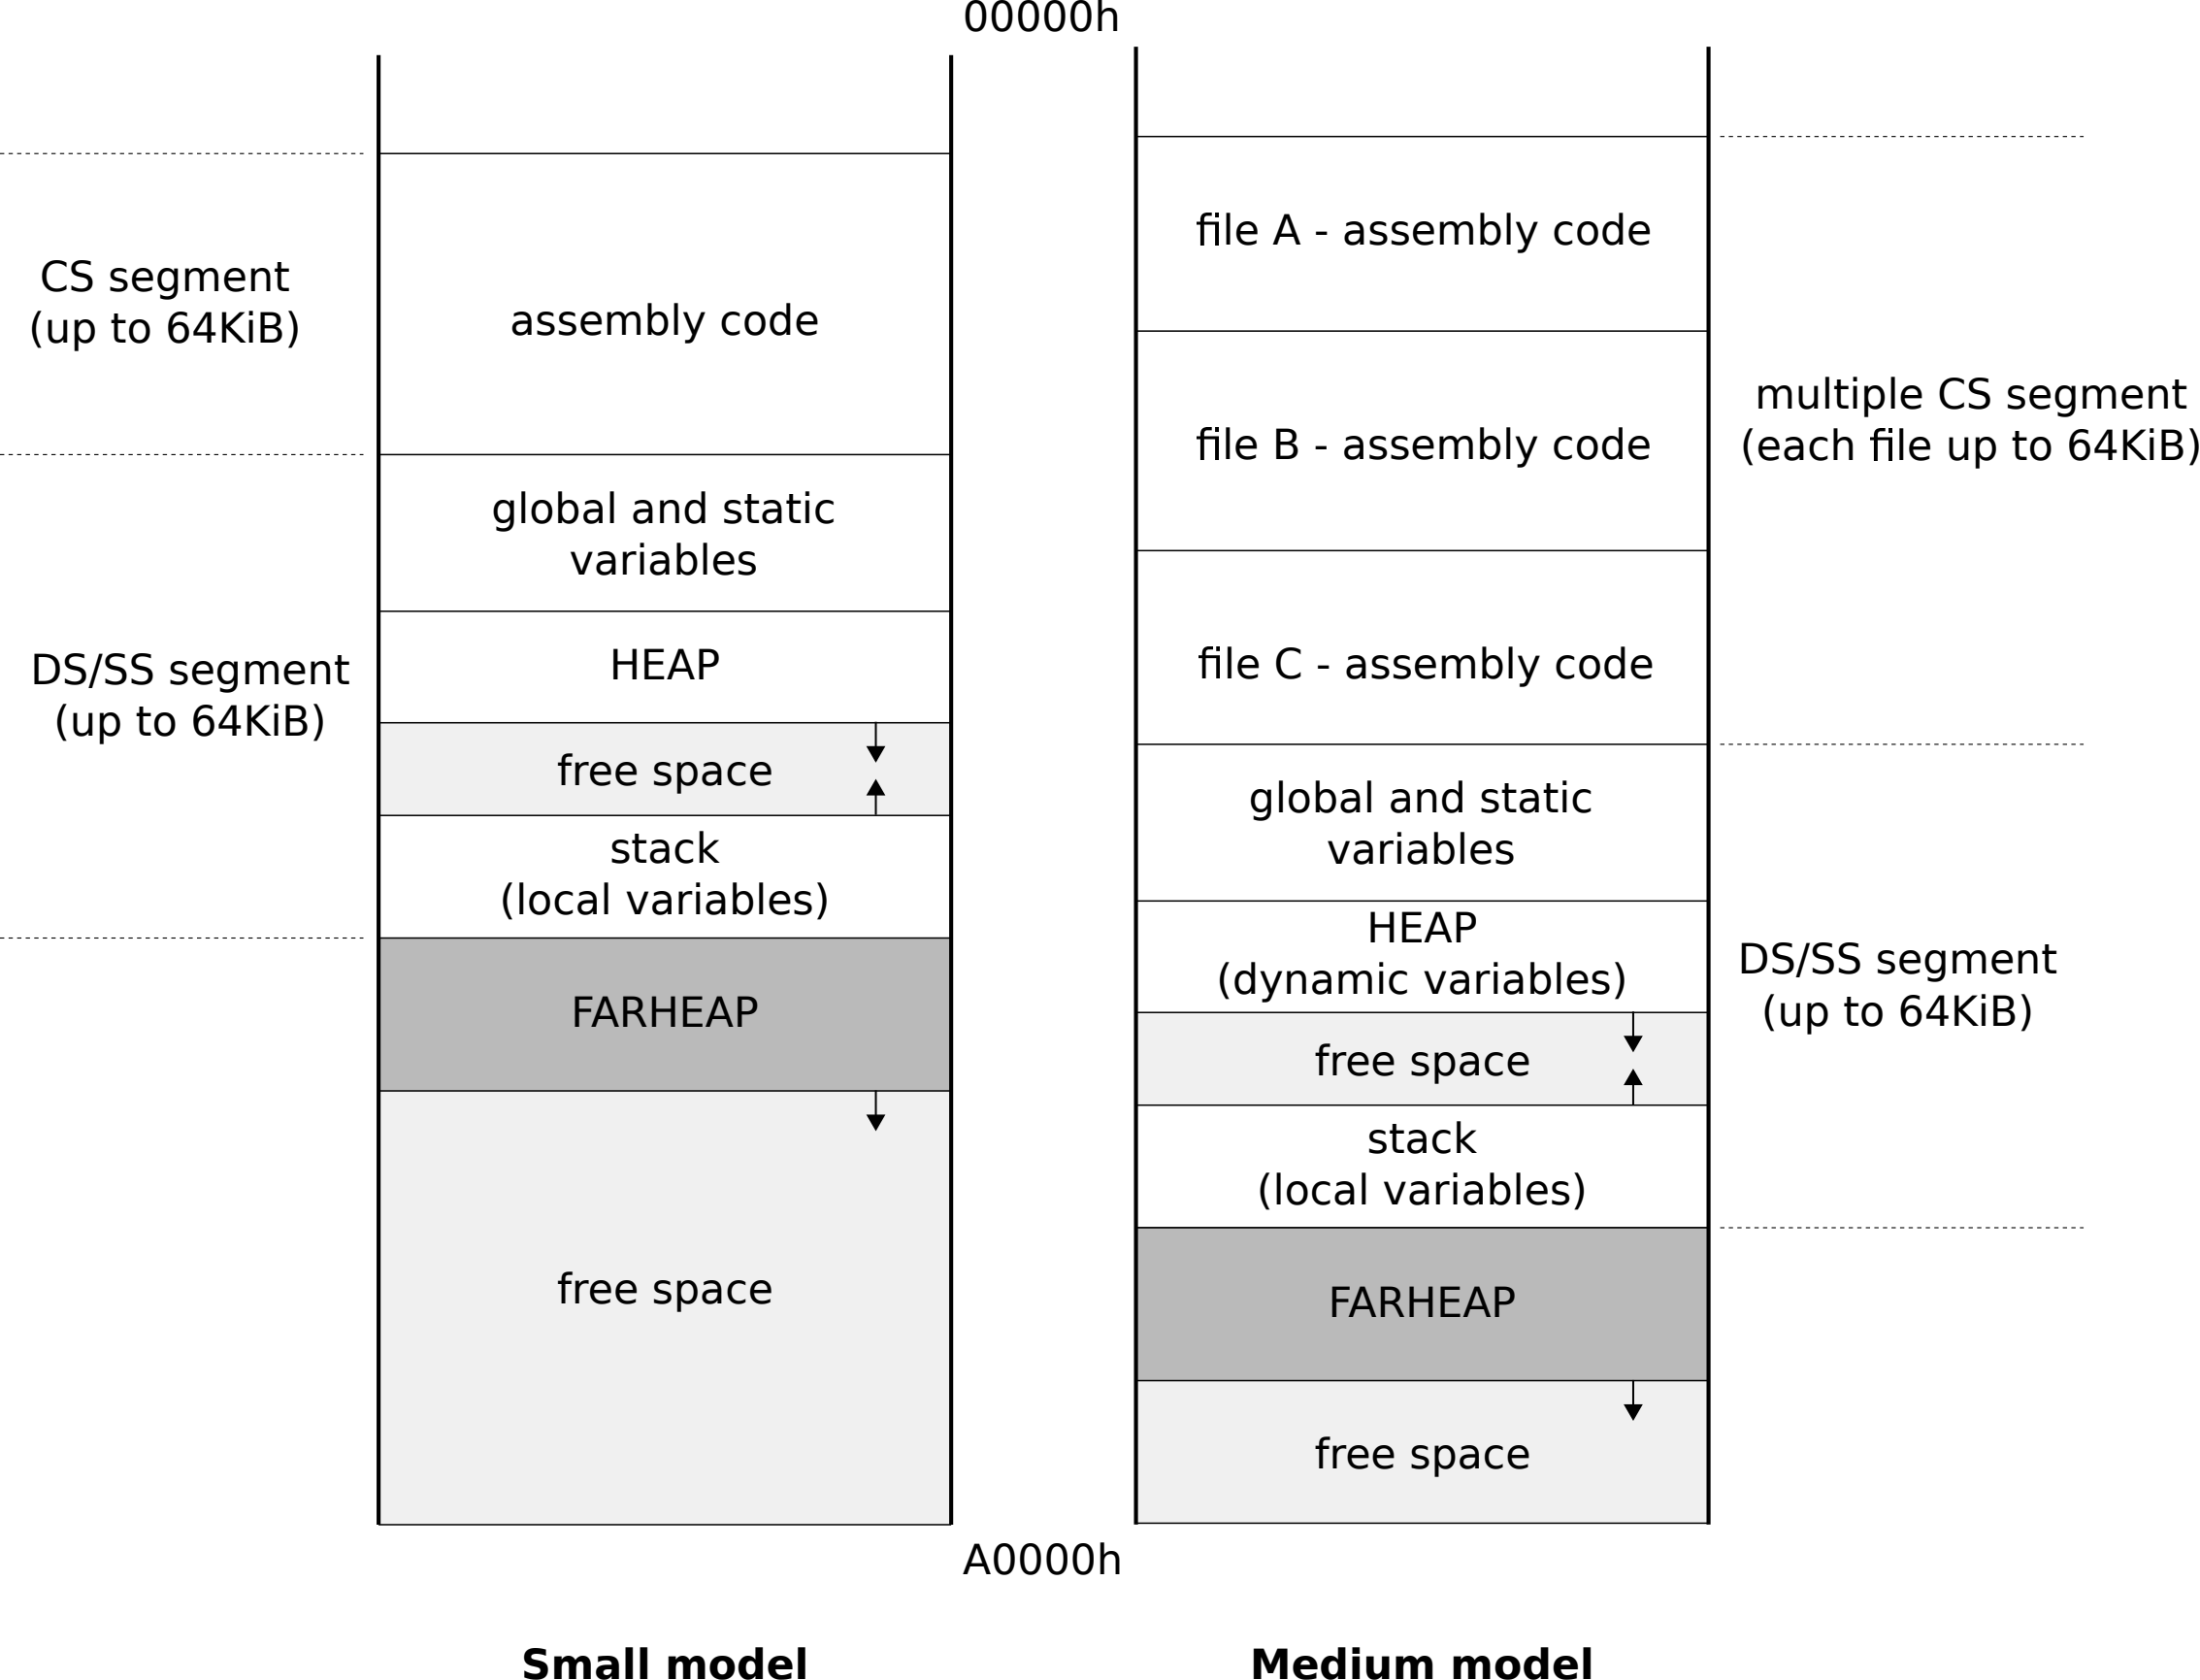 00000h
CS segment
(up to 64KiB)
assembly code
global and static
variables
DS/SS segment
(up to 64KiB)
HEAP
free space
stack
(local variables)
FARHEAP
free space
file A - assembly code
file B - assembly code
file C - assembly code
multiple CS segment
(each file up to 64KiB)
global and static
variables
HEAP
(dynamic variables)
free space
stack
(local variables)
DS/SS segment
(up to 64KiB)
FARHEAP
free space
A0000h
Small model
Medium model